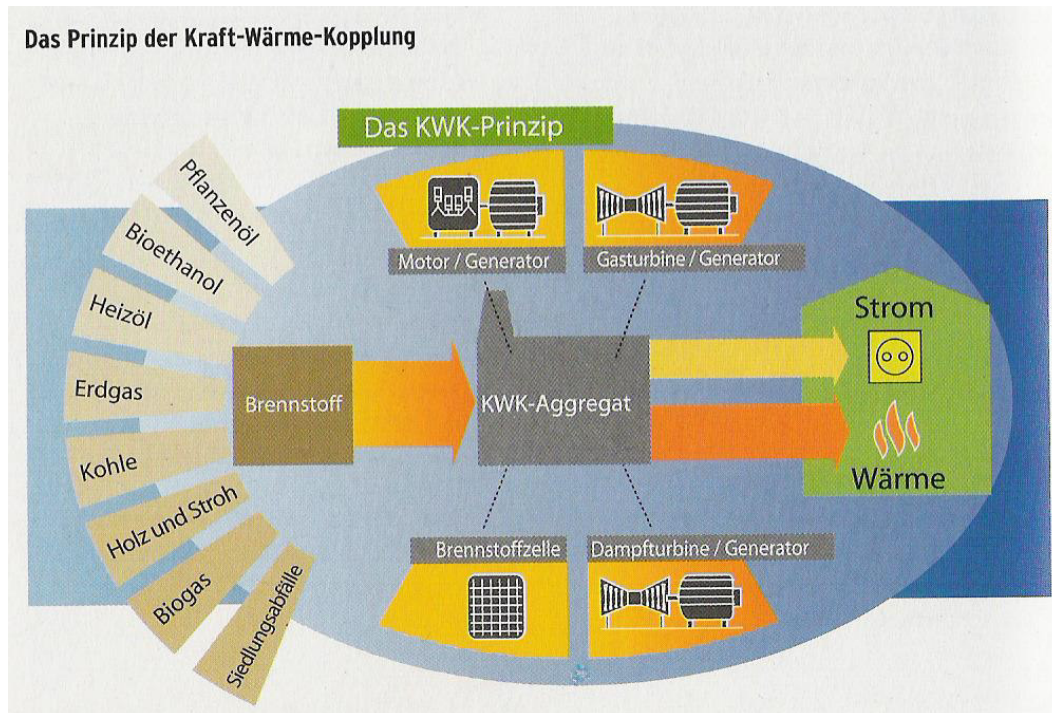 Das Prinzip der Kraft-Wärme-Kopplung
Das KWK-Prinzip
Motor / Generator
Gasturbine / Generator
Pflanzenöl
Bioethanol
Heizöl
Erdgas
Kohle
Holz und Stroh
Biogas
Siedlungsabfälle
Brennstoff
KWK-Aggregat
Strom
Wärme
Brennstoffzelle
Dampfturbine / Generator